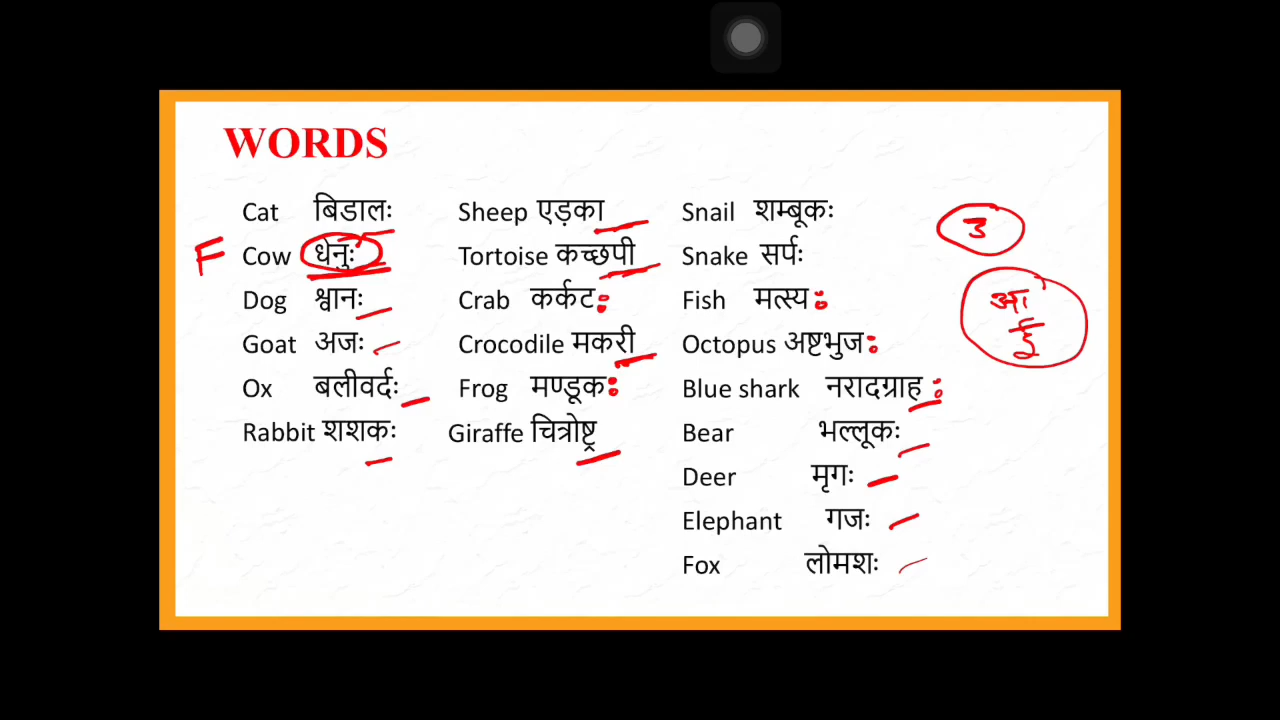 WORDS
Cat बिडालः
F Cow धेनुः
Dog श्वानः
Goat अजः
Ox बलीवर्दः
Rabbit शशकः
Sheep एड़का
Tortoise कच्छपी
Crab कर्कट:
Crocodile मकरी
Frog मण्डूक:
Giraffe चित्रोष्ट्र
Snail शम्बूकः
Snake सर्पः
Fish मत्स्य:
Octopus अष्टभुज:
Blue shark नरादग्राह:
Bear भल्लूकः
Deer मृगः
Elephant गजः
Fox लोमशः
उ
आ
ई